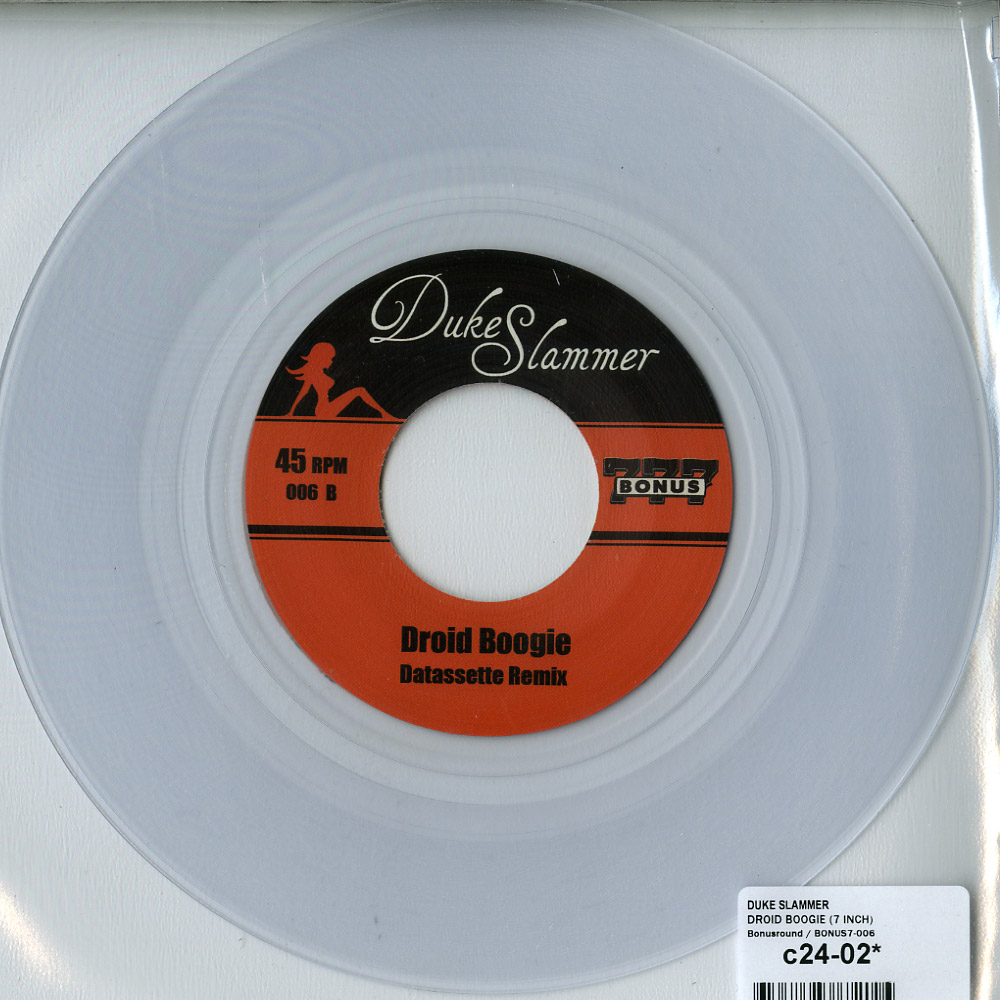 Duke Slammer
45 RPM
006 B
777
BONUS
Droid Boogie
Datassette Remix
DUKE SLAMMER
DROID BOOGIE (7 INCH)
Bonusround / BONUS7-006
c24-02*